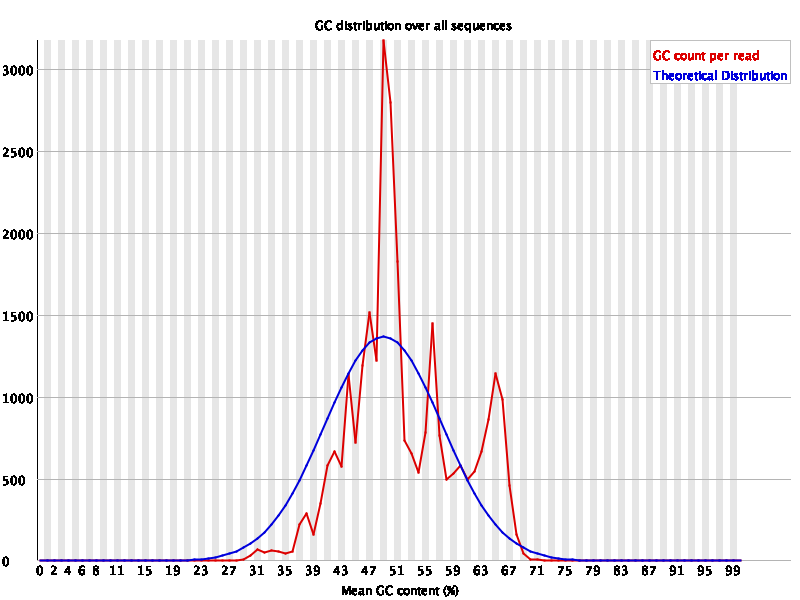 GC distribution over all sequences
GC count per read
Theoretical Distribution
3000
2500
2000
1500
1000
500
0
0 2 4 6 8 11 15 19 23 27 31 35 39 43 47 51 55 59 63 67 71 75 79 83 87 91 95 99
Mean GC content (%)